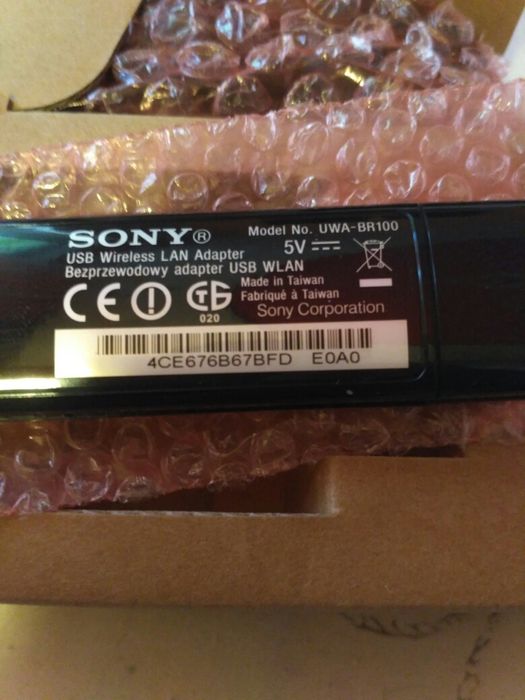 SONY® Model No. UWA-BR100
USB Wireless LAN Adapter 5V
Bezprzewodowy adapter USB WLAN
Made in Taiwan
Fabriqué à Taiwan
020 Sony Corporation
4CE676B67BFD E0A0